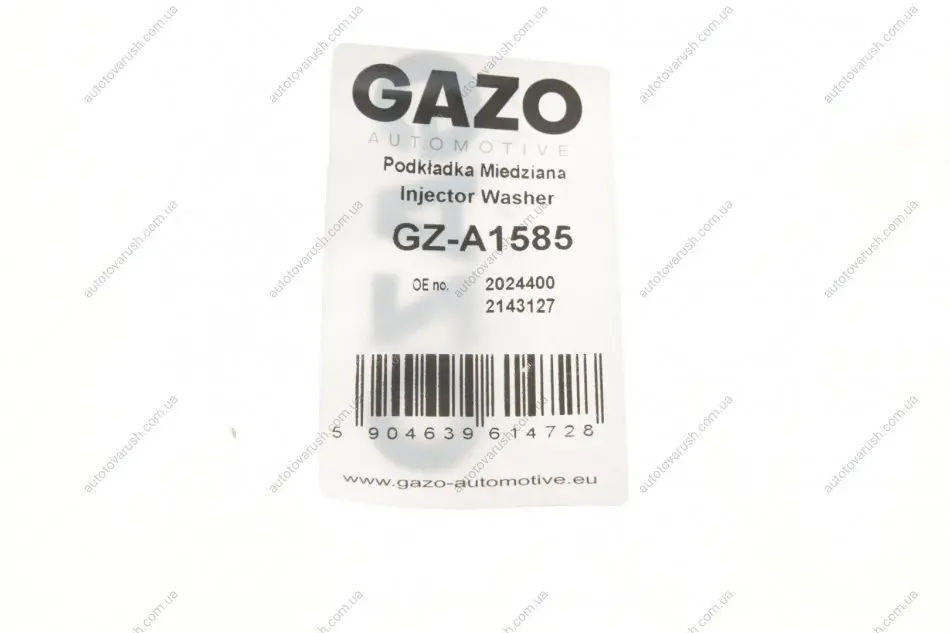 GAZO
AUTOMOTIVE
Podkładka Miedziana
Injector Washer
GZ-A1585
OE no. 2024400
2143127
5 904639 614728
www.gazo-automotive.eu
autotovarush.com.ua